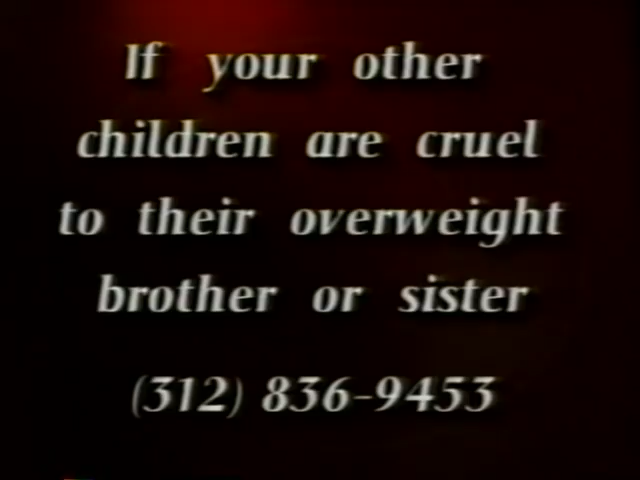 If your other
children are cruel
to their overweight
brother or sister
(312) 836-9453